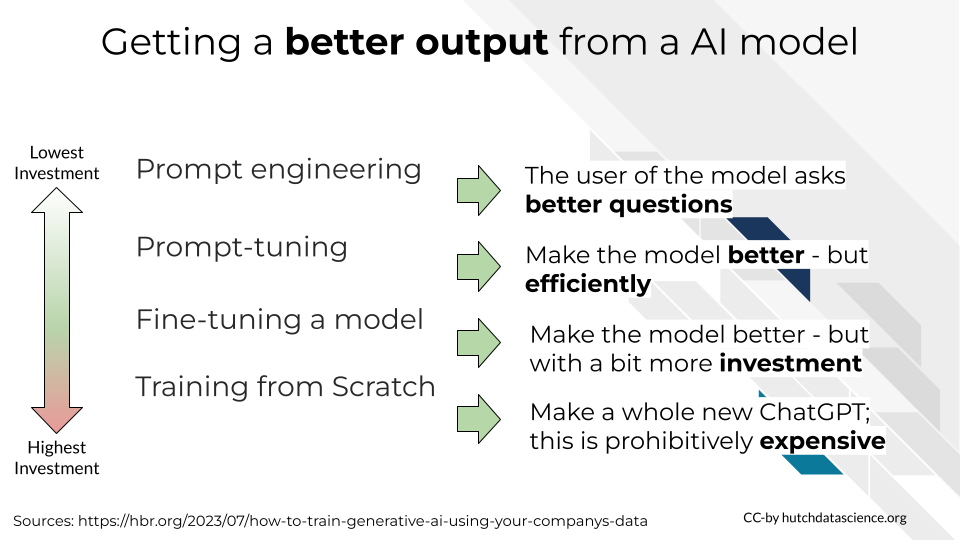 Getting a better output from a AI model
Lowest
Investment
Prompt engineering
The user of the model asks
better questions
Prompt-tuning
Make the model better - but
efficiently
Fine-tuning a model
Make the model better - but
with a bit more investment
Training from Scratch
Make a whole new ChatGPT;
this is prohibitively expensive
Highest
Investment
Sources: https://hbr.org/2023/07/how-to-train-generative-ai-using-your-companys-data
CC-by hutchdatascience.org